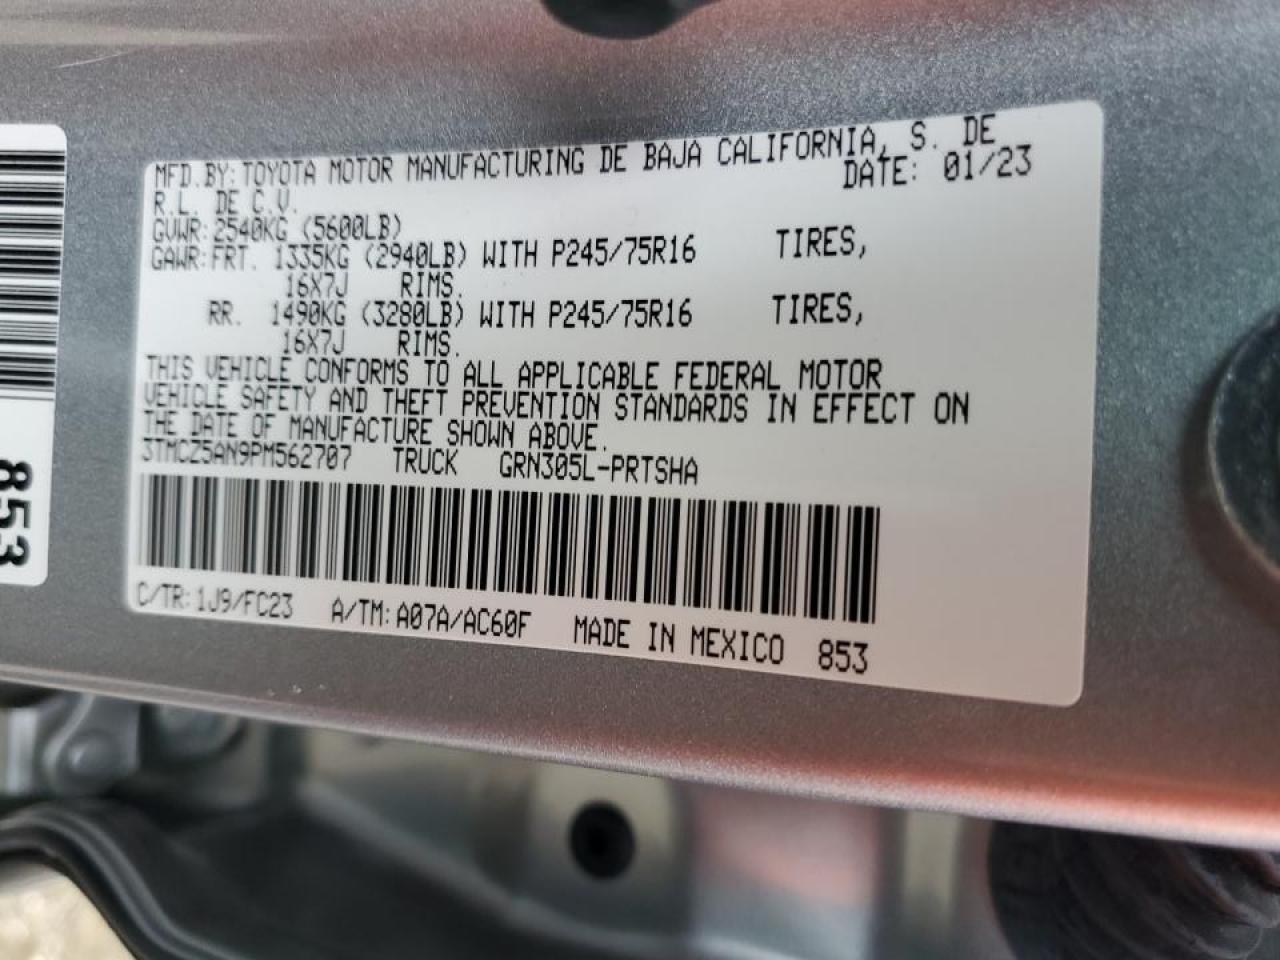 MFD.BY:TOYOTA MOTOR MANUFACTURING DE BAJA CALIFORNIA, S. DE
R.L. DE C.V. DATE: 01/23
GVWR:2540KG (5600LB)
GAWR:FRT. 1335KG (2940LB) WITH P245/75R16 TIRES,
16X7J RIMS.
RR. 1490KG (3280LB) WITH P245/75R16 TIRES,
16X7J RIMS.
THIS VEHICLE CONFORMS TO ALL APPLICABLE FEDERAL MOTOR
VEHICLE SAFETY AND THEFT PREVENTION STANDARDS IN EFFECT ON
THE DATE OF MANUFACTURE SHOWN ABOVE.
3TMCZ5AN9PM562707 TRUCK GRN305L-PRTSHA
C/TR:1J9/FC23 A/TM:A07A/AC60F MADE IN MEXICO 853
853